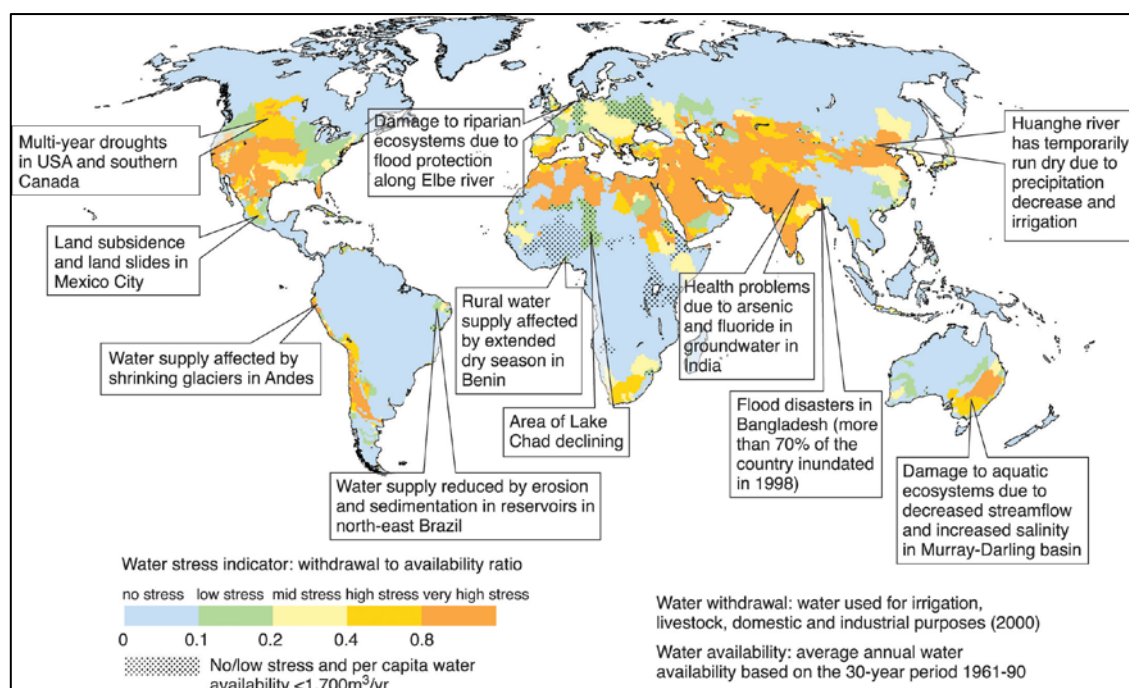 Multi-year droughts
in USA and southern
Canada
Damage to riparian
ecosystems due to
flood protection
along Elbe river
Huanghe river
has temporarily
run dry due to
precipitation
decrease and
irrigation
Land subsidence
and land slides in
Mexico City
Water supply affected by
shrinking glaciers in Andes
Rural water
supply affected
by extended
dry season in
Benin
Health problems
due to arsenic
and fluoride in
groundwater in
India
Area of Lake
Chad declining
Flood disasters in
Bangladesh (more
than 70% of the
country inundated
in 1998)
Water supply reduced by erosion
and sedimentation in reservoirs in
north-east Brazil
Damage to aquatic
ecosystems due to
decreased streamflow
and increased salinity
in Murray-Darling basin
Water stress indicator: withdrawal to availability ratio
no stress low stress mid stress high stress very high stress
0 0.1 0.2 0.4 0.8
No/low stress and per capita water
availability <1,700m³/yr
Water withdrawal: water used for irrigation,
livestock, domestic and industrial purposes (2000)
Water availability: average annual water
availability based on the 30-year period 1961-90